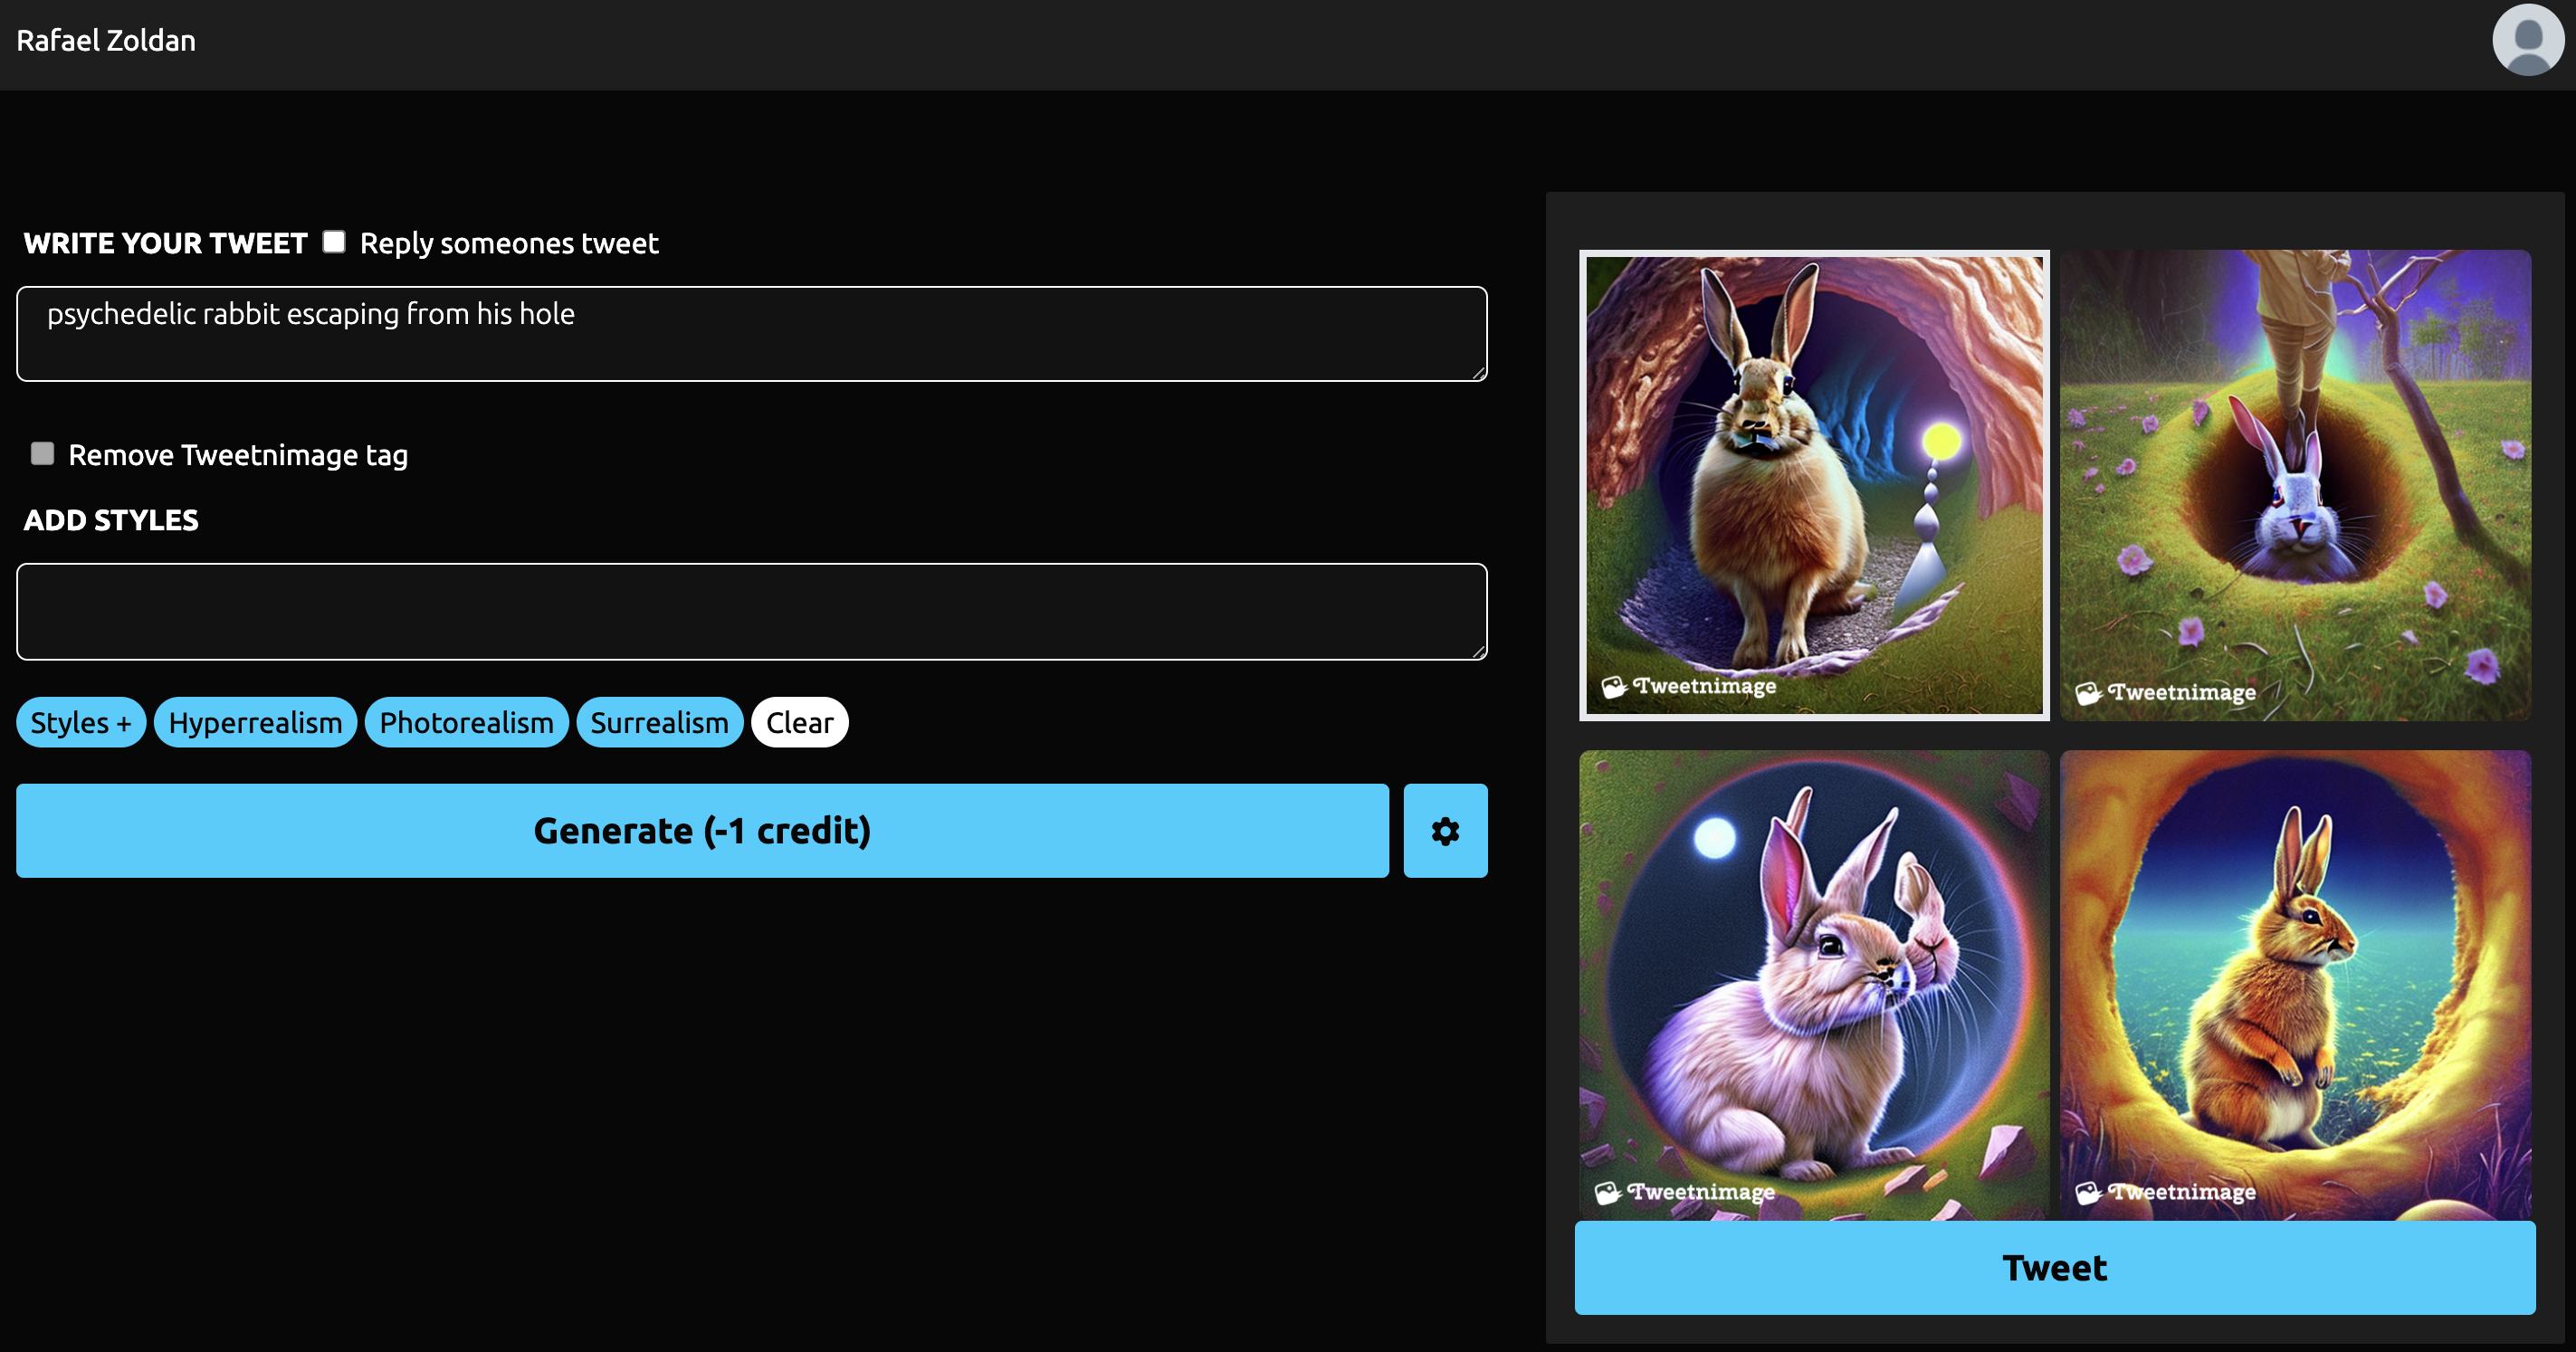 Rafael Zoldan
WRITE YOUR TWEET Reply someones tweet
psychedelic rabbit escaping from his hole
Remove Tweetnimage tag
ADD STYLES
Styles + Hyperrealism Photorealism Surrealism Clear
Generate (-1 credit)
Tweetnimage
Tweetnimage
Tweetnimage
Tweetnimage
Tweet